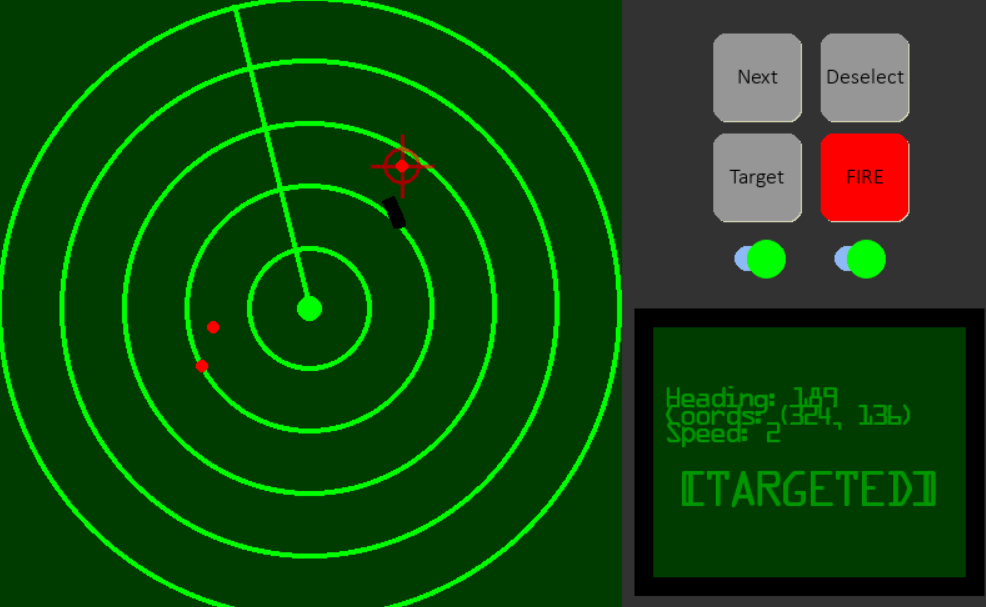 Next
Deselect
Target
FIRE
Heading: 189
Coords: (324, 136)
Speed: 2
[TARGETED]